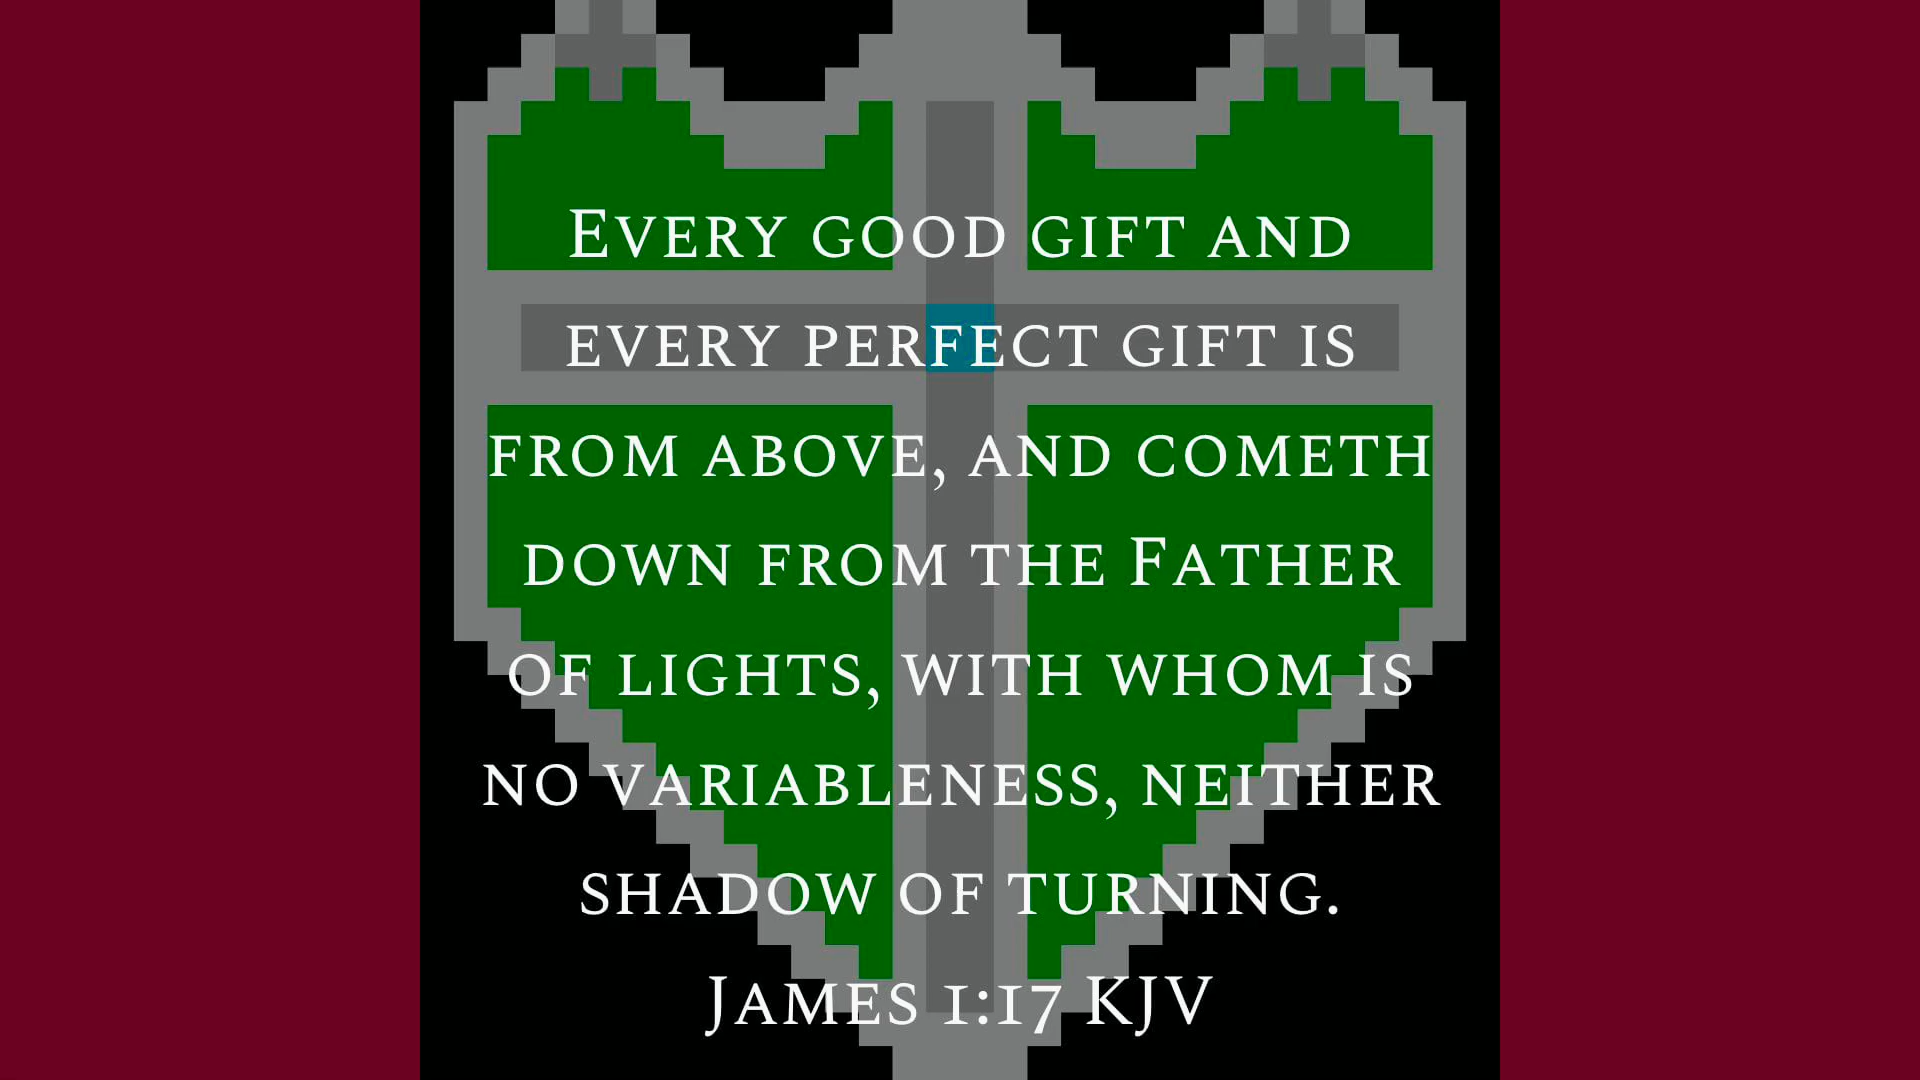 Every good gift and
every perfect gift is
from above, and cometh
down from the Father
of lights, with whom is
no variableness, neither
shadow of turning.
James 1:17 KJV